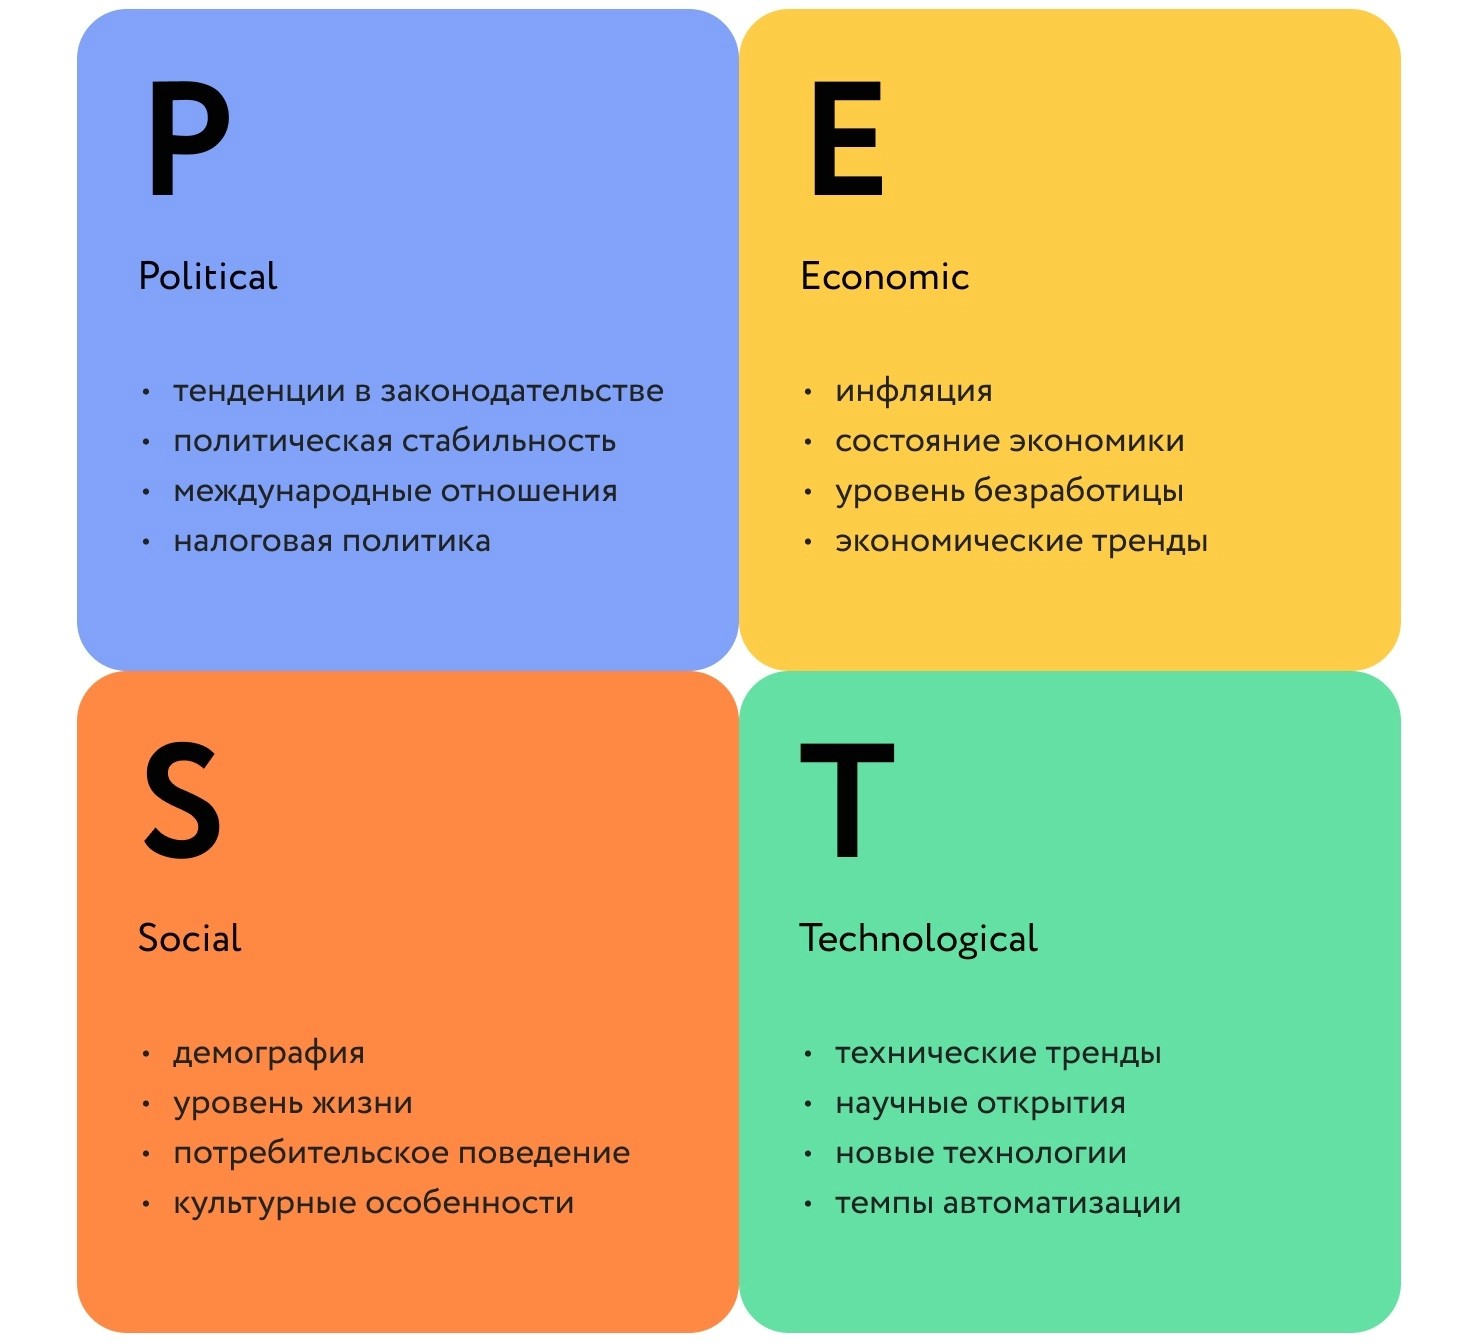 P
Political
• тенденции в законодательстве
• политическая стабильность
• международные отношения
• налоговая политика
E
Economic
• инфляция
• состояние экономики
• уровень безработицы
• экономические тренды
S
Social
• демография
• уровень жизни
• потребительское поведение
• культурные особенности
T
Technological
• технические тренды
• научные открытия
• новые технологии
• темпы автоматизации